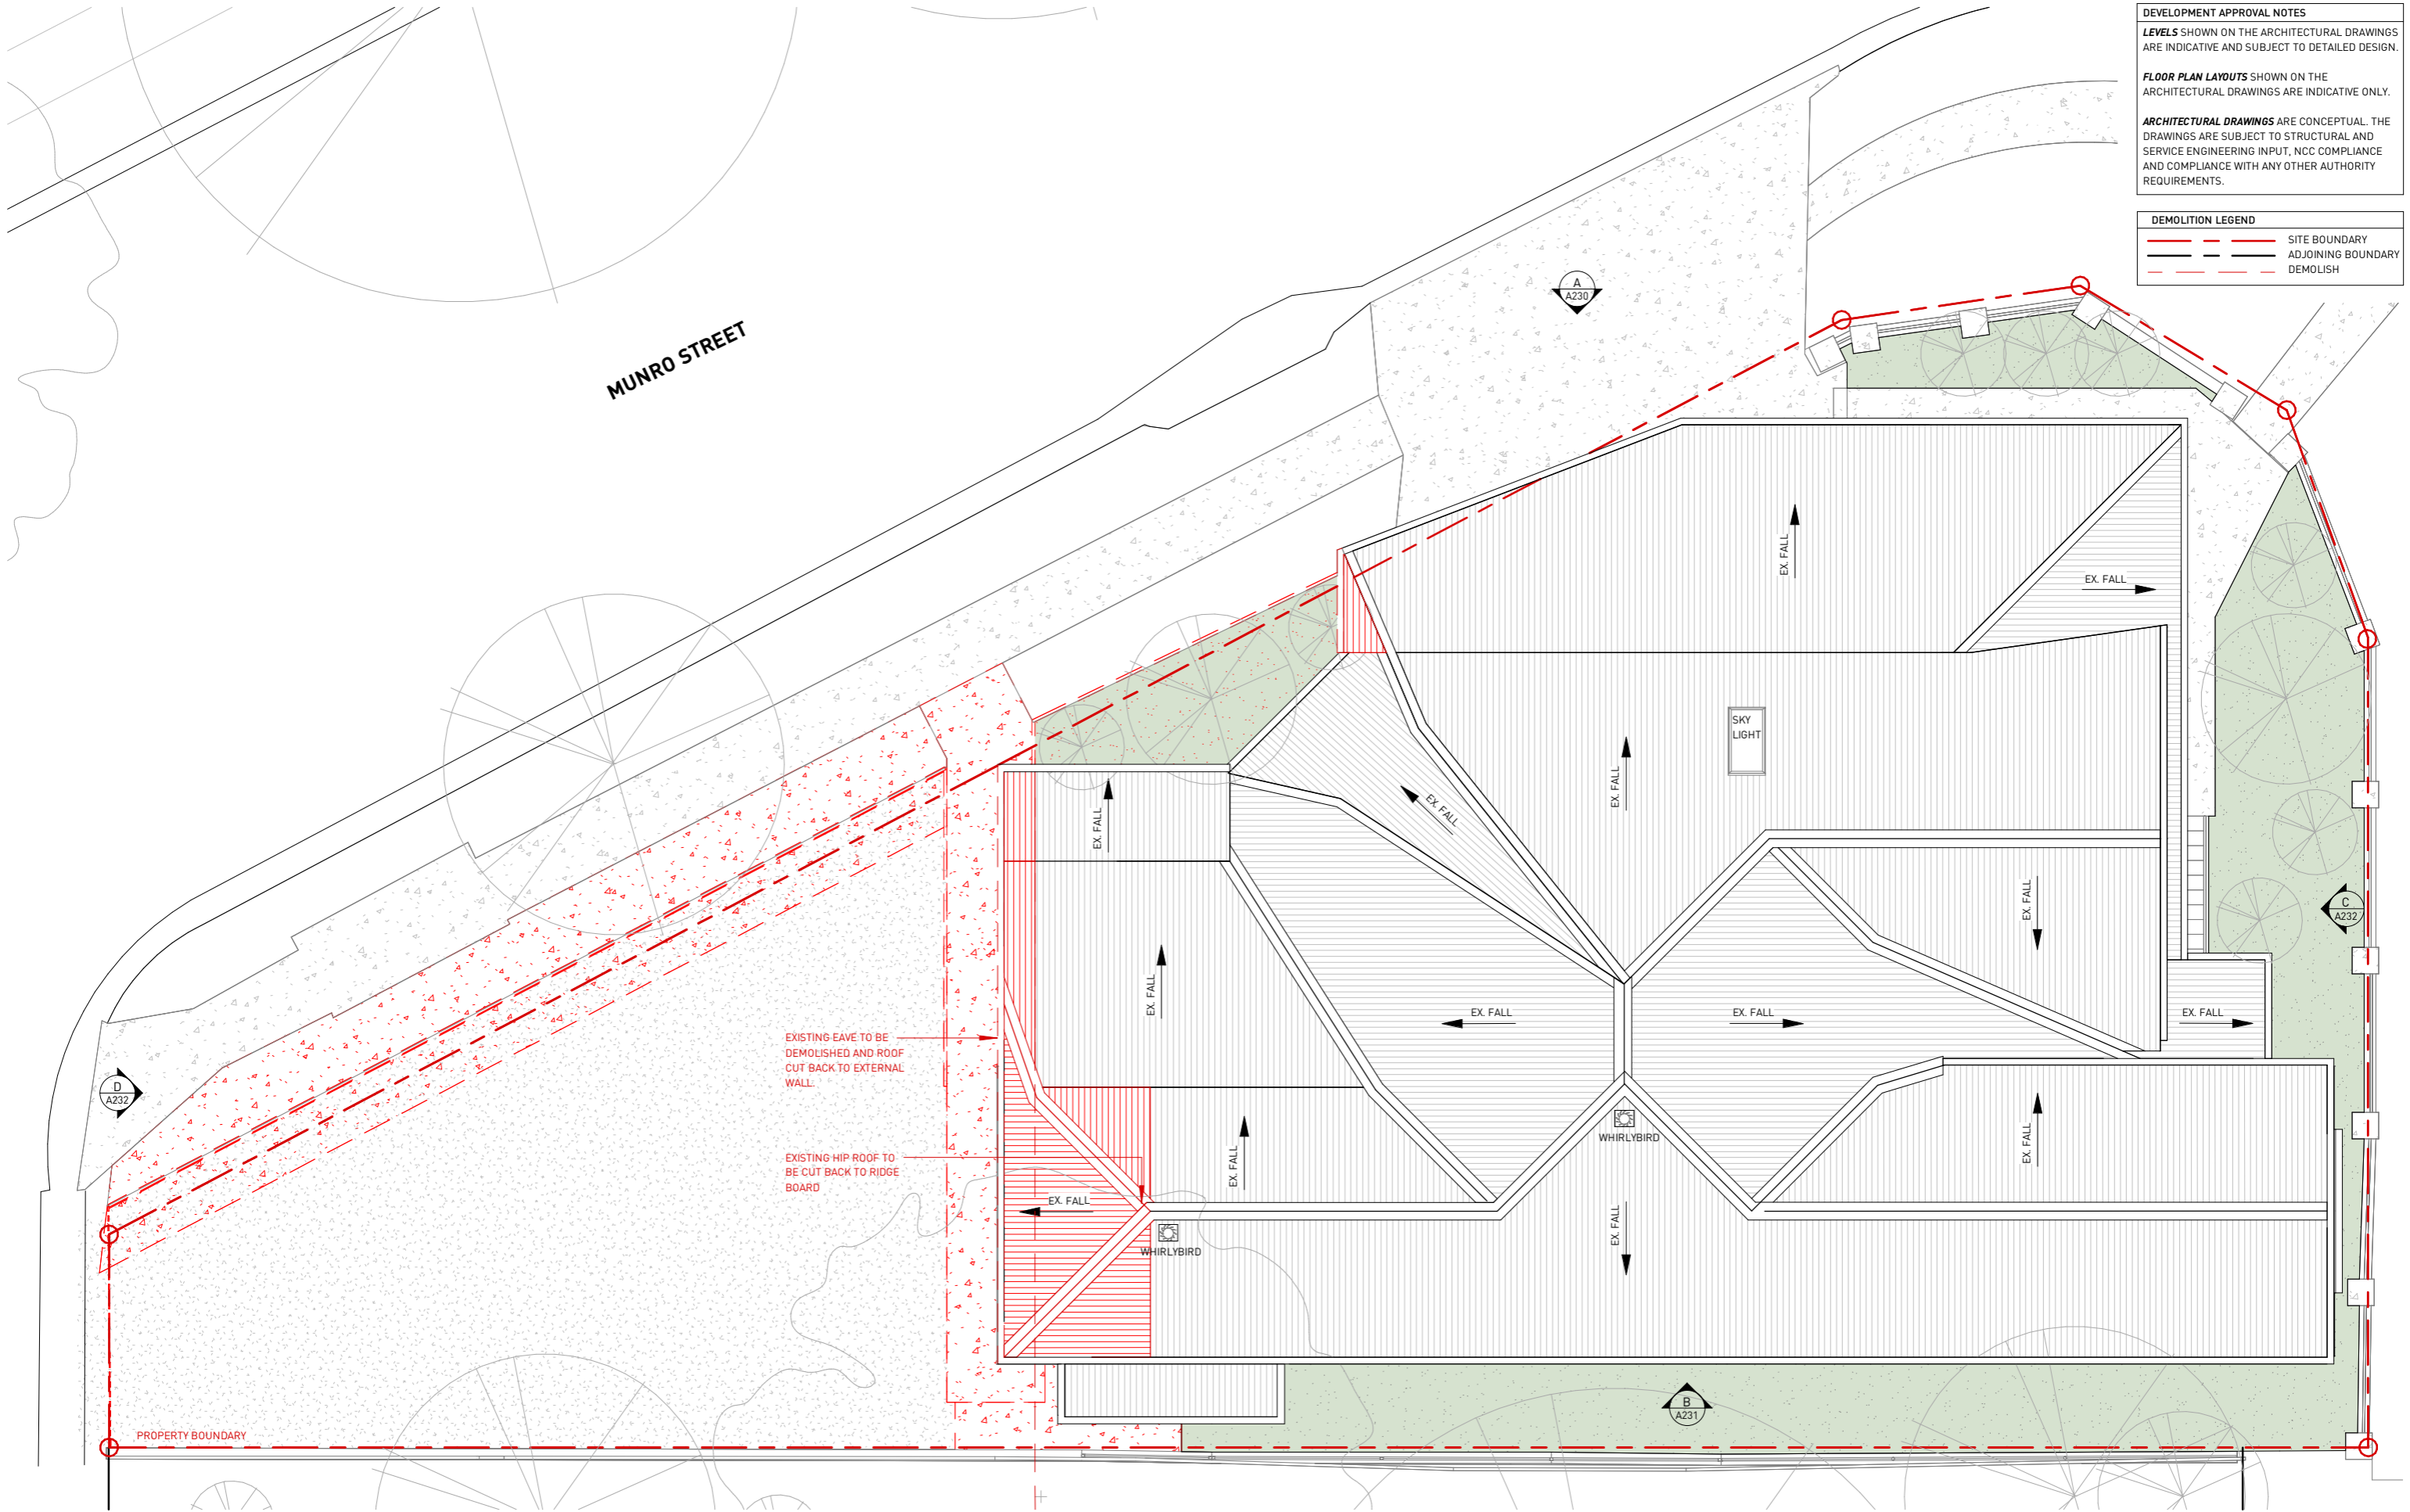 DEVELOPMENT APPROVAL NOTES
LEVELS SHOWN ON THE ARCHITECTURAL DRAWINGS
ARE INDICATIVE AND SUBJECT TO DETAILED DESIGN.
FLOOR PLAN LAYOUTS SHOWN ON THE
ARCHITECTURAL DRAWINGS ARE INDICATIVE ONLY.
ARCHITECTURAL DRAWINGS ARE CONCEPTUAL. THE
DRAWINGS ARE SUBJECT TO STRUCTURAL AND
SERVICE ENGINEERING INPUT, NCC COMPLIANCE
AND COMPLIANCE WITH ANY OTHER AUTHORITY
REQUIREMENTS.
DEMOLITION LEGEND
SITE BOUNDARY
ADJOINING BOUNDARY
DEMOLISH
A
A230
MUNRO STREET
EX. FALL
EX. FALL
SKY
LIGHT
EX. FALL
EX. FALL
EX. FALL
EX. FALL
C
A232
EX. FALL
EX. FALL
EX. FALL
EX. FALL
EXISTING EAVE TO BE
DEMOLISHED AND ROOF
CUT BACK TO EXTERNAL
WALL.
D
A232
WHIRLYBIRD
EX. FALL
EX. FALL
EXISTING HIP ROOF TO
BE CUT BACK TO RIDGE
BOARD
EX. FALL
EX. FALL
WHIRLYBIRD
B
A231
PROPERTY BOUNDARY